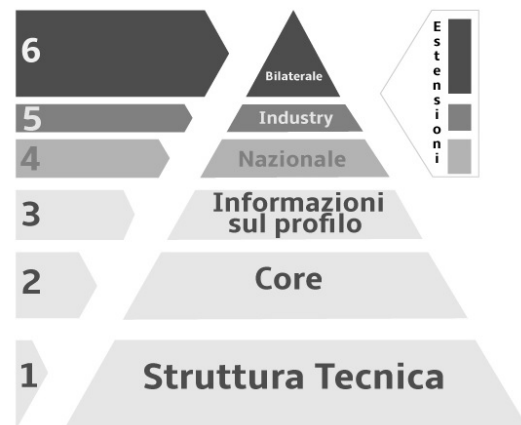 6
Bilaterale
Estensioni
5
Industry
4
Nazionale
3
Informazioni
sul profilo
2
Core
1
Struttura Tecnica